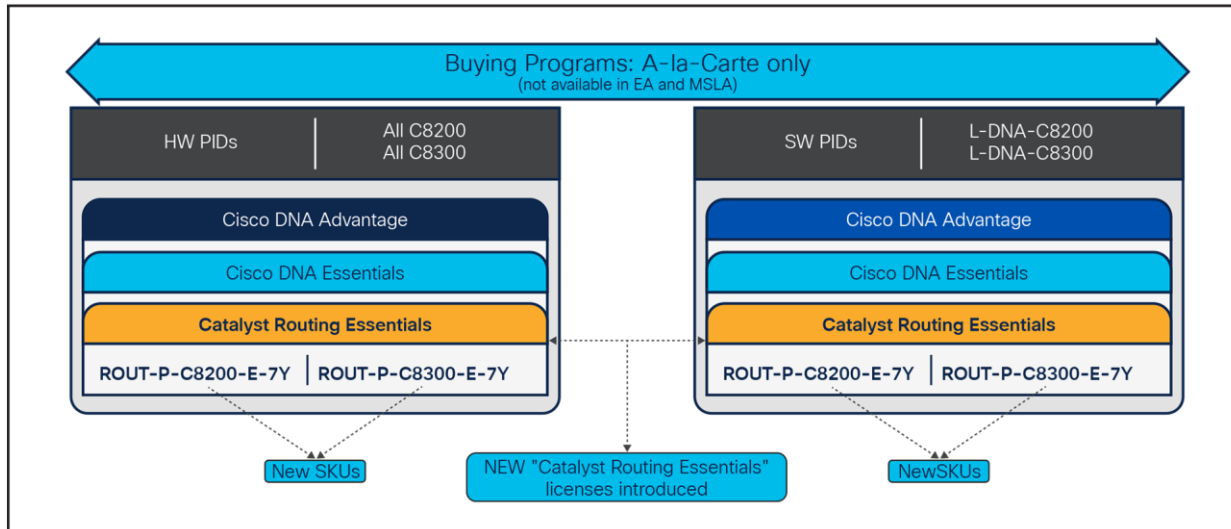 Buying Programs: A-la-Carte only
(not available in EA and MSLA)
HW PIDs
All C8200
All C8300
Cisco DNA Advantage
Cisco DNA Essentials
Catalyst Routing Essentials
ROUT-P-C8200-E-7Y
ROUT-P-C8300-E-7Y
New SKUs
SW PIDs
L-DNA-C8200
L-DNA-C8300
Cisco DNA Advantage
Cisco DNA Essentials
Catalyst Routing Essentials
ROUT-P-C8200-E-7Y
ROUT-P-C8300-E-7Y
NewSKUs
NEW "Catalyst Routing Essentials"
licenses introduced